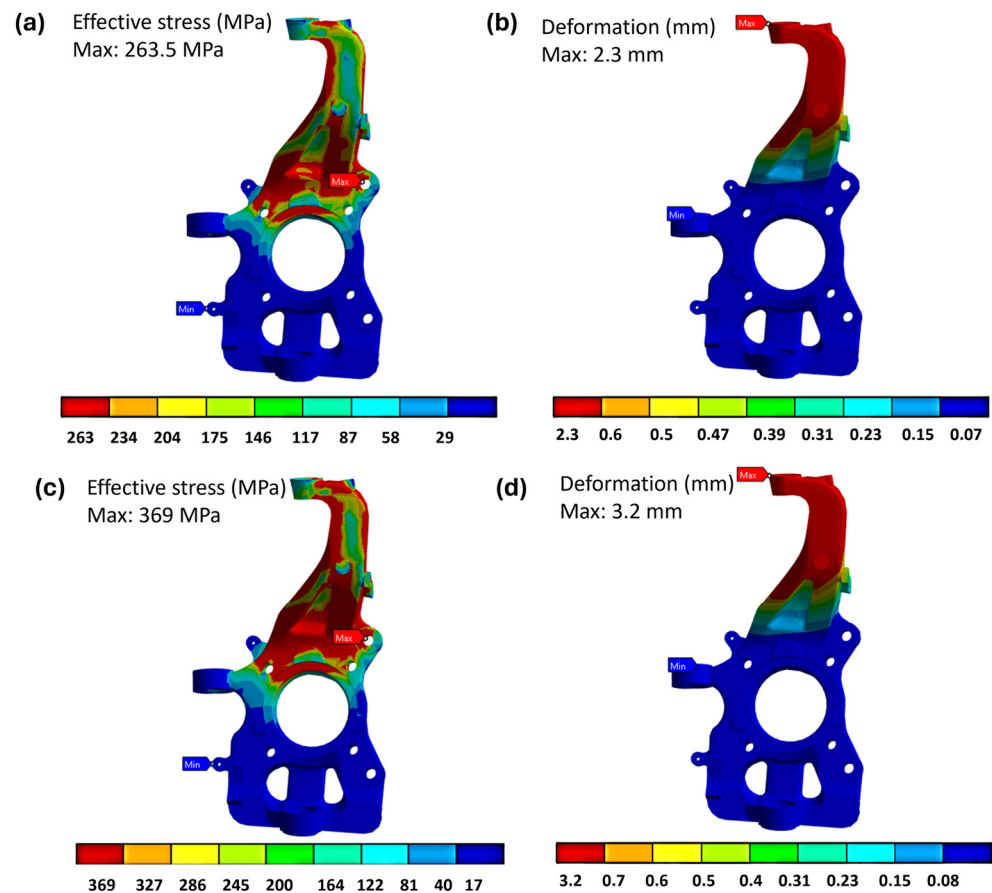 (a)
Effective stress (MPa)
Max: 263.5 MPa
Max
Min
263 234 204 175 146 117 87 58 29
(b)
Deformation (mm)
Max: 2.3 mm
Max
Min
2.3 0.6 0.5 0.47 0.39 0.31 0.23 0.15 0.07
(c)
Effective stress (MPa)
Max: 369 MPa
Max
Min
369 327 286 245 200 164 122 81 40 17
(d)
Deformation (mm)
Max: 3.2 mm
Max
Min
3.2 0.7 0.6 0.5 0.4 0.31 0.23 0.15 0.08